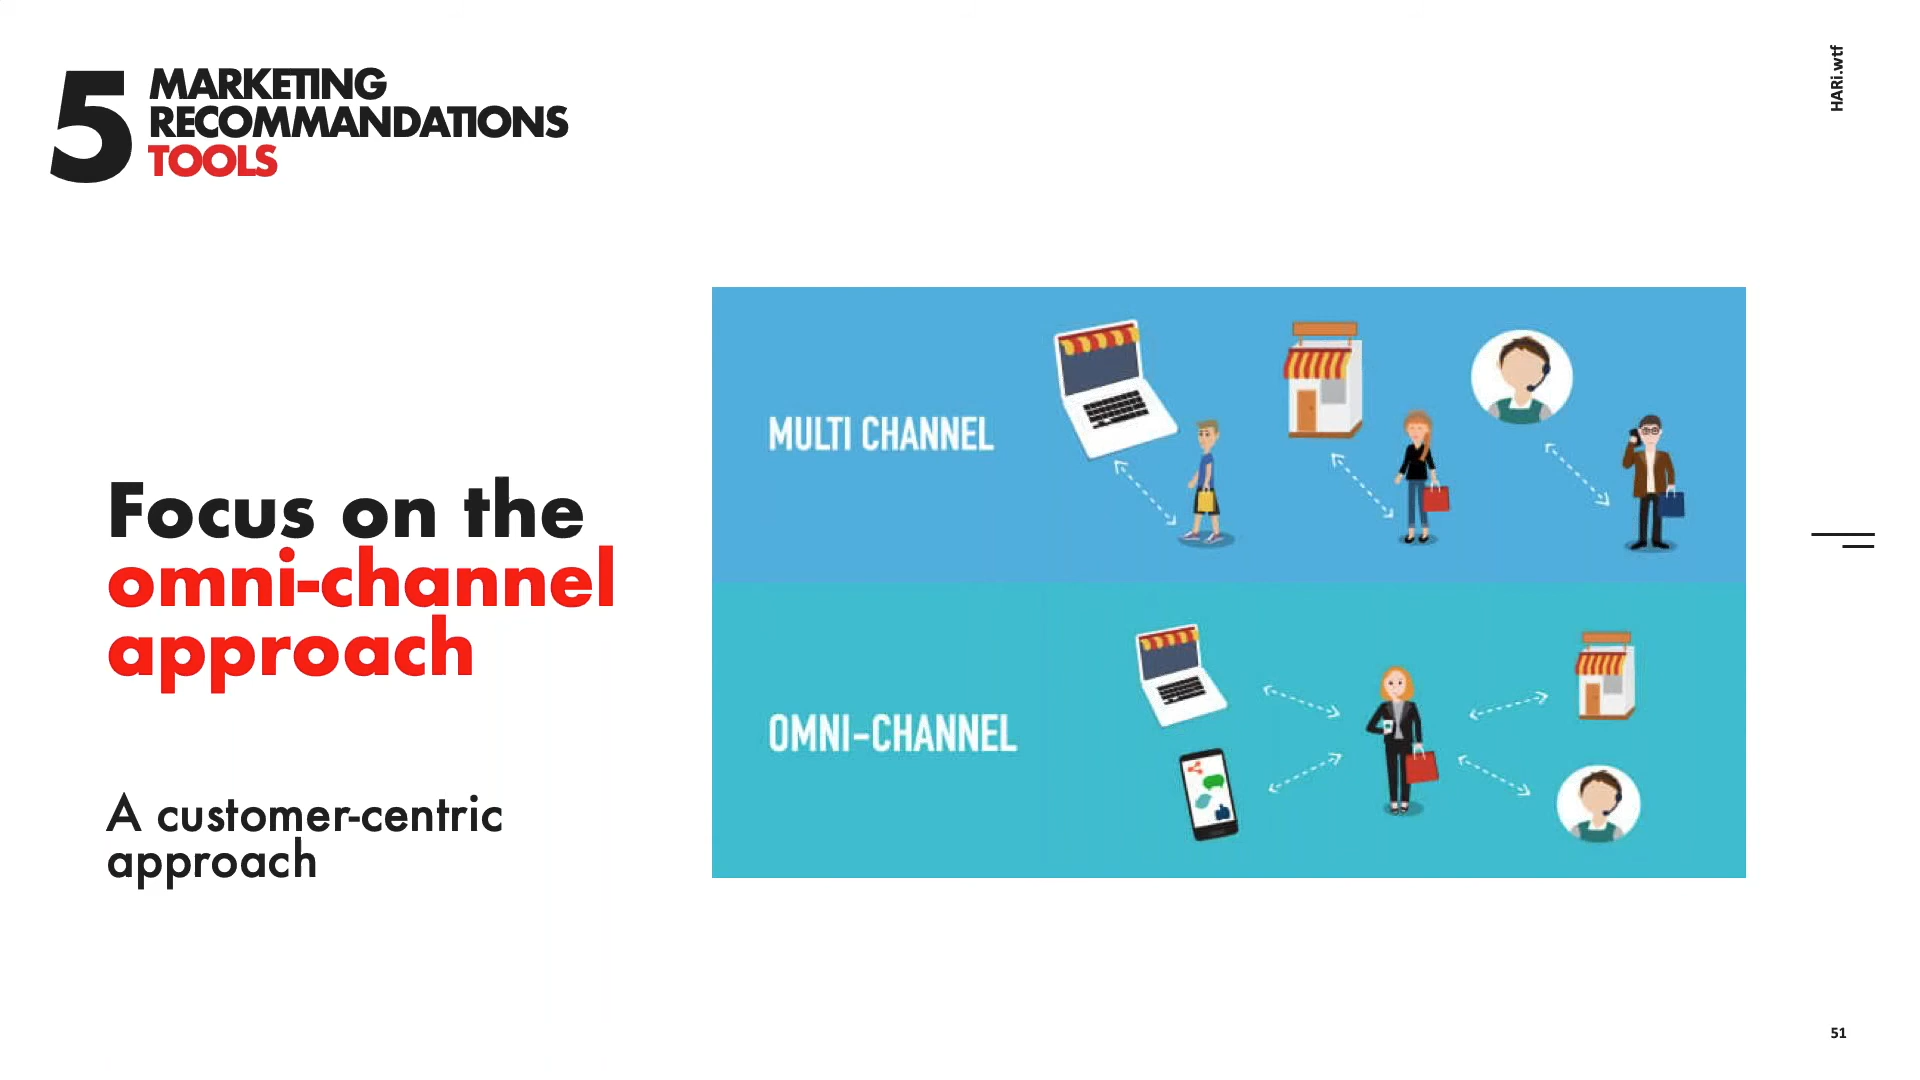 5
MARKETING
RECOMMANDATIONS
TOOLS
HARi.wtf
Focus on the
omni-channel
approach
A customer-centric
approach
MULTI CHANNEL
OMNI-CHANNEL
51